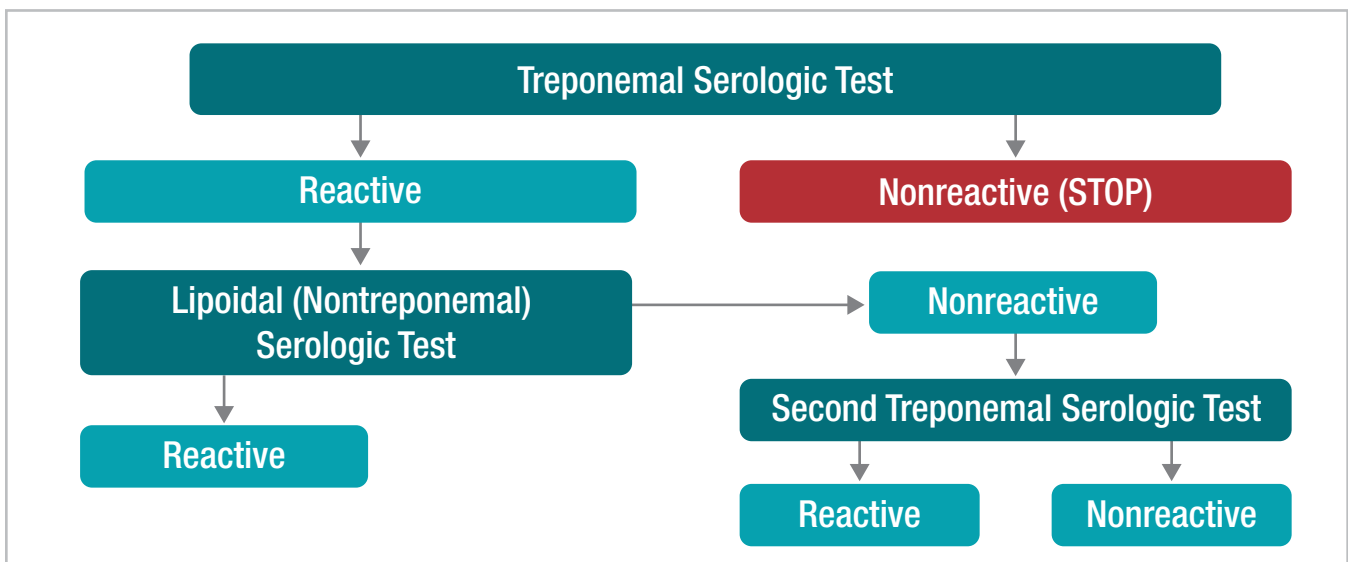 Treponemal Serologic Test
Reactive
Nonreactive (STOP)
Lipoidal (Nontreponemal)
Serologic Test
Nonreactive
Second Treponemal Serologic Test
Reactive
Reactive
Nonreactive